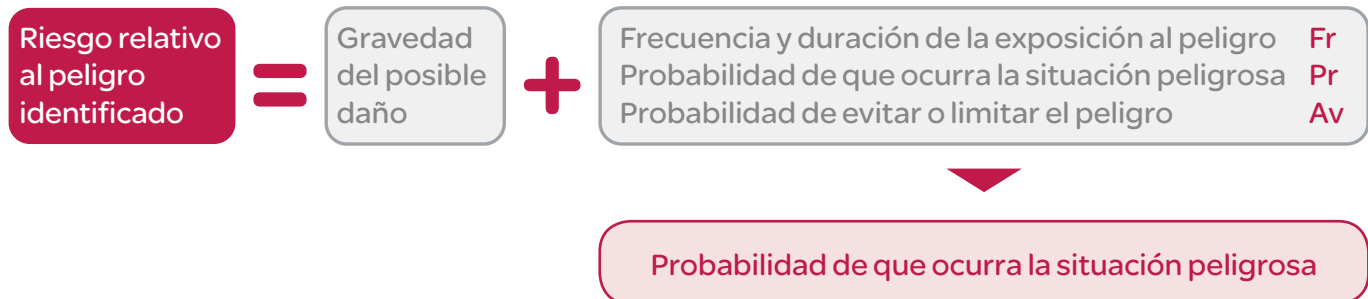 Riesgo relativo
al peligro
identificado
=
Gravedad
del posible
daño
+
Frecuencia y duración de la exposición al peligro Fr
Probabilidad de que ocurra la situación peligrosa Pr
Probabilidad de evitar o limitar el peligro Av
Probabilidad de que ocurra la situación peligrosa